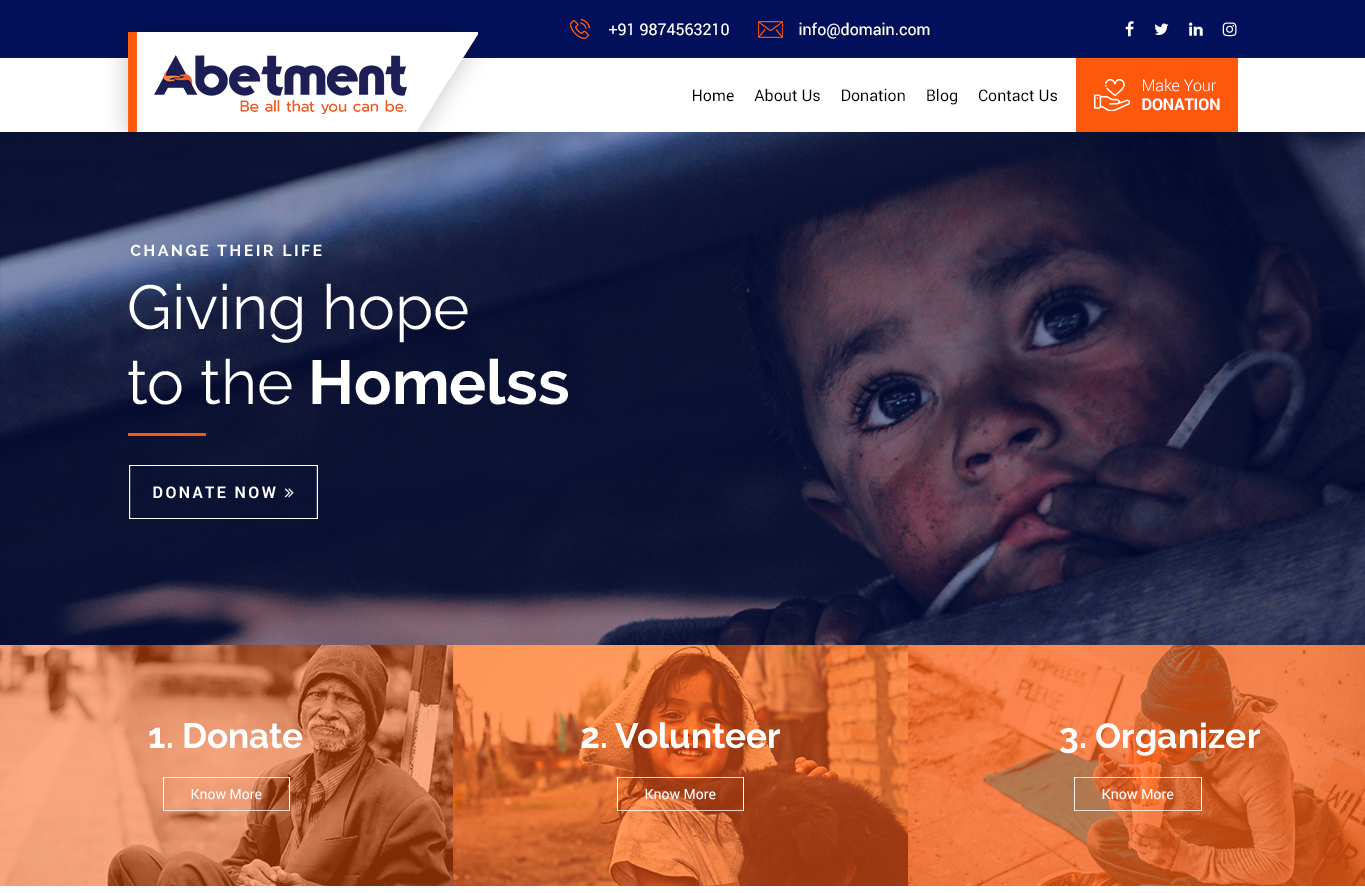 +91 9874563210 info@domain.com
Abetment
Be all that you can be.
Home About Us Donation Blog Contact Us
Make Your
DONATION
CHANGE THEIR LIFE
Giving hope
to the Homelss
DONATE NOW »
1. Donate
Know More
2. Volunteer
Know More
HOMELESS
PLEASE
3. Organizer
Know More